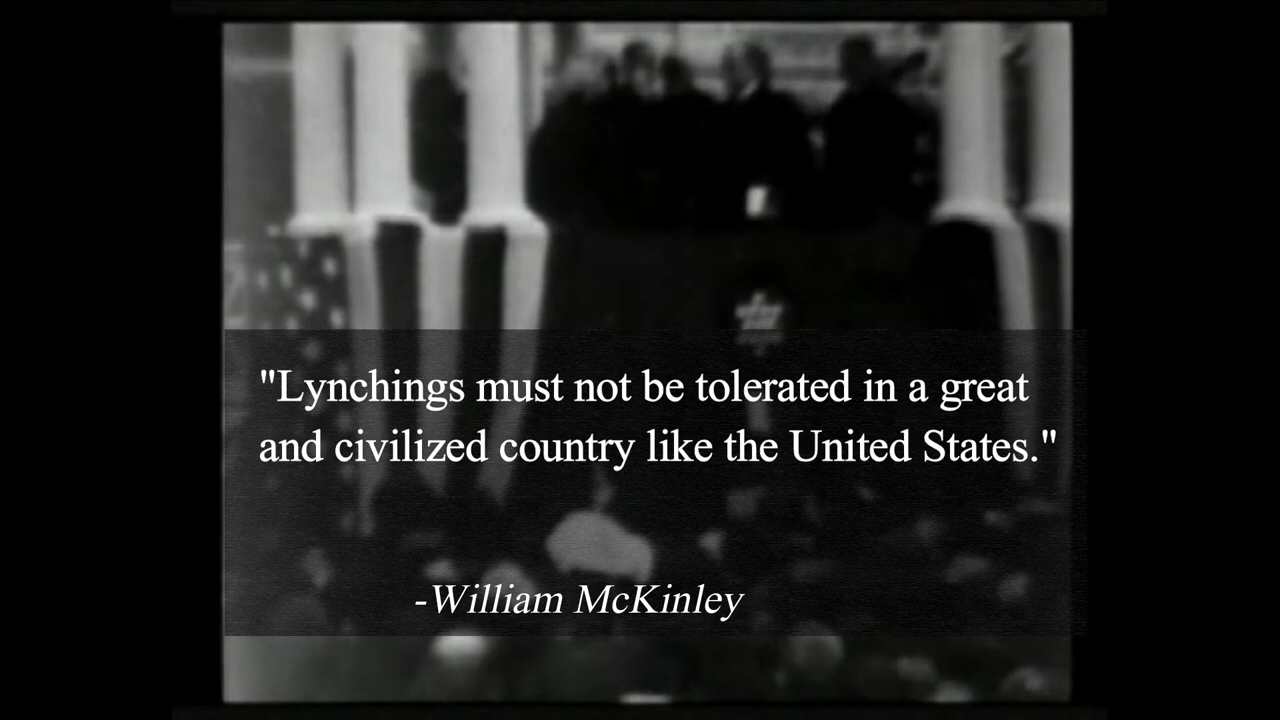 "Lynchings must not be tolerated in a great
and civilized country like the United States."
-William McKinley